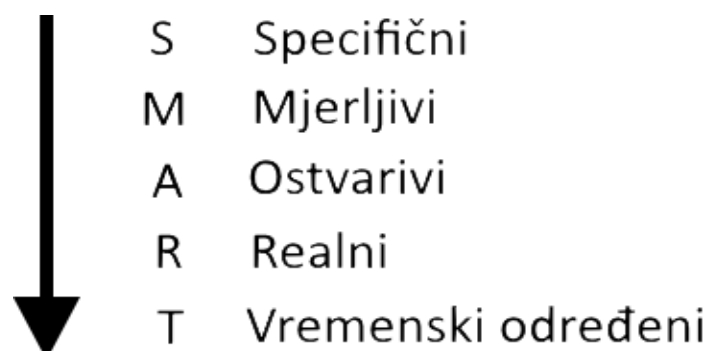 S Specifični
M Mjerljivi
A Ostvarivi
R Realni
T Vremenski određeni